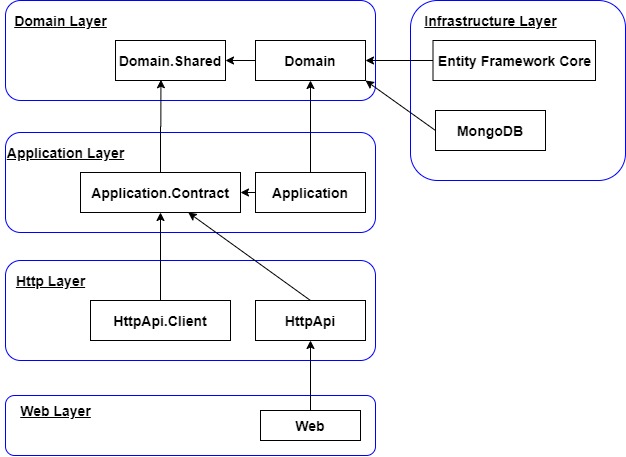 Domain Layer
Infrastructure Layer
Domain.Shared
Domain
Entity Framework Core
MongoDB
Application Layer
Application.Contract
Application
Http Layer
HttpApi.Client
HttpApi
Web Layer
Web